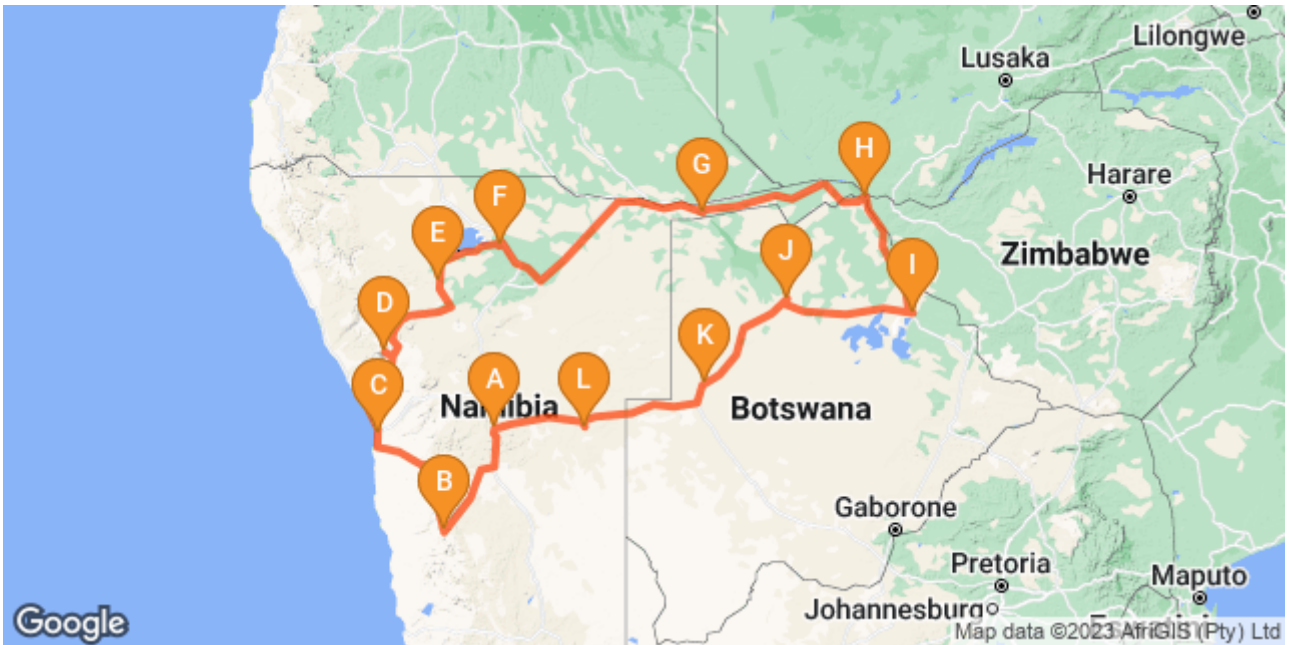 Lilongwe
Lusaka
H
G
Harare
F
E
Zimbabwe
J
I
D
K
C
A
L
Namibia
Botswana
B
Gaborone
Pretoria
Maputo
Johannesburg
Google
Map data ©2023 AfriGIS (Pty) Ltd